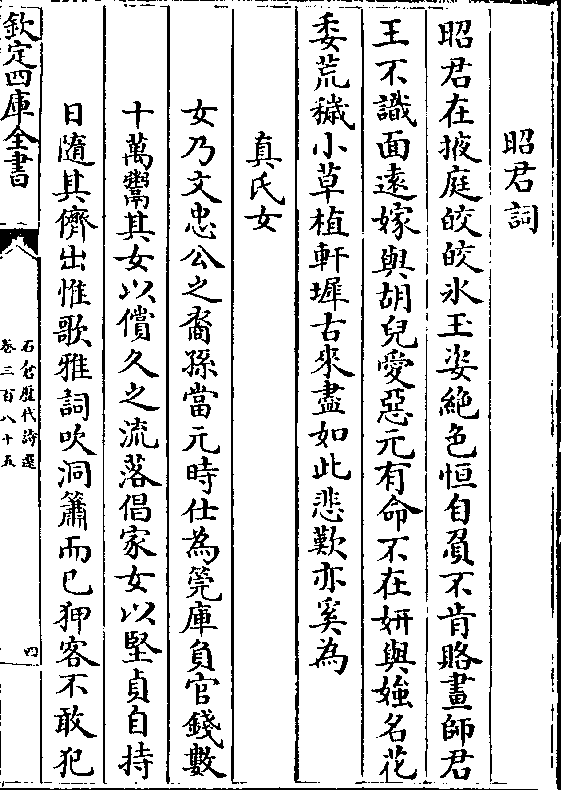 昭君詞
昭君在掖庭皎皎氷玉姿絶色恒自負不肯賂畫師君
王不識面逺嫁與胡兒愛惡元有命不在妍與媸名花
委荒穢小草植軒墀古來盡如此悲歎亦奚為
真氏女
女乃文忠公之裔孫當元時仕為筦庫負官錢數
十萬鬻其女以償久之流落倡家女以堅貞自持
日隨其儕出惟歌雅詞吹洞簫而已狎客不敢犯
欽定四庫全書
石倉歴代詩選
卷三百八十五
四